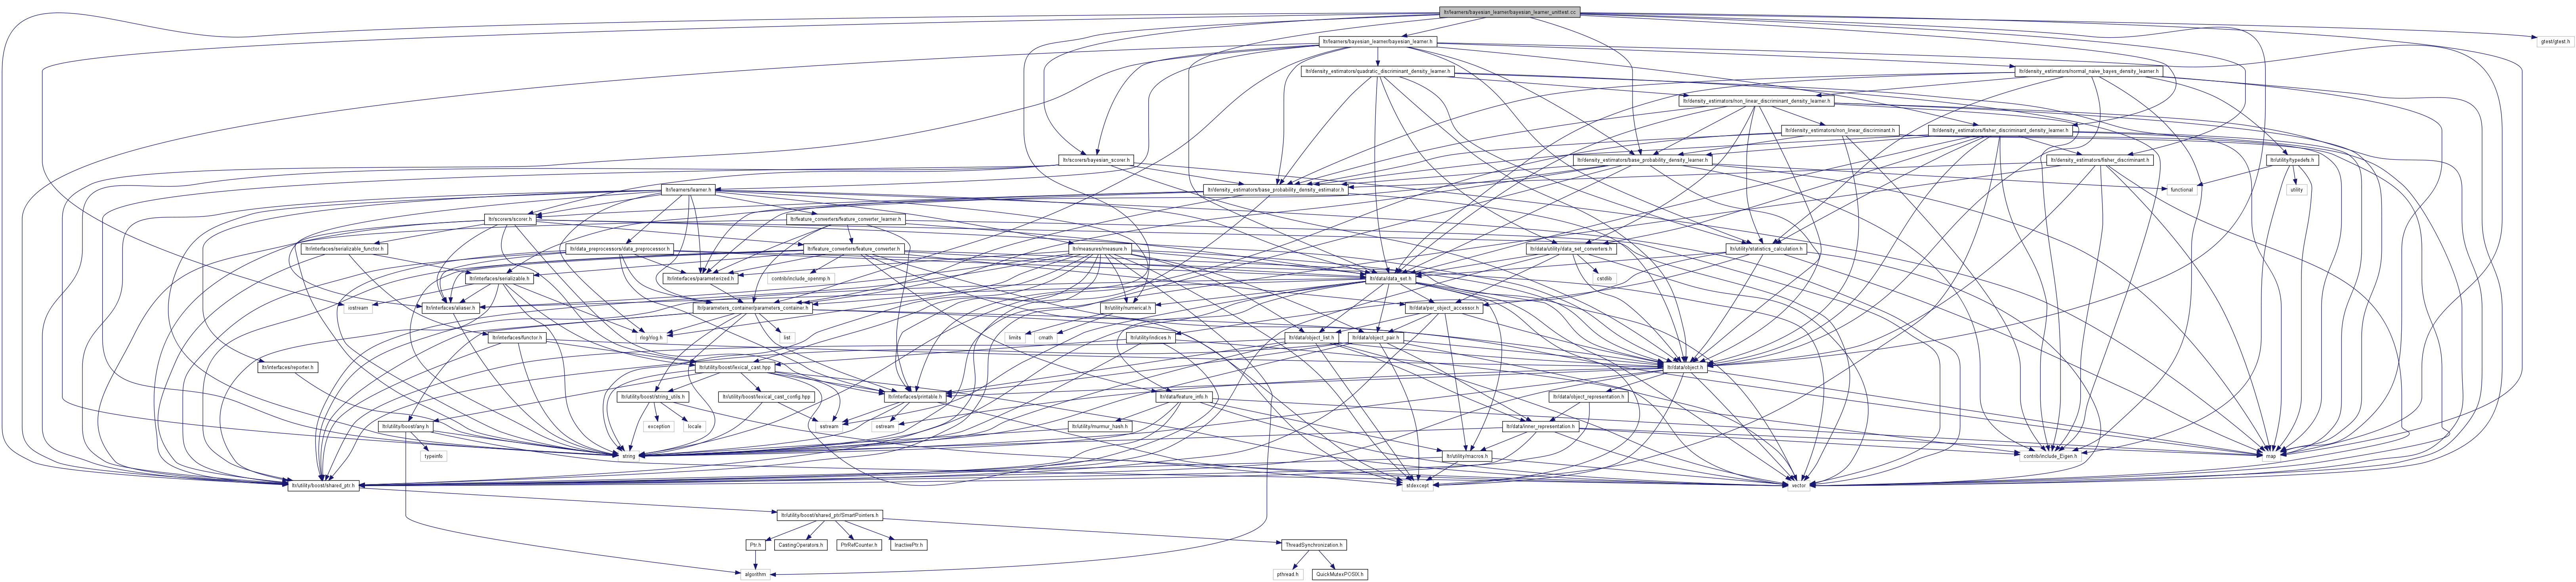 ltr/learners/bayesian_learner/bayesian_learner_unittest.cc
ltr/learners/bayesian_learner/bayesian_learner.h
gtest/gtest.h
ltr/density_estimators/quadratic_discriminant_density_learner.h
ltr/density_estimators/normal_naive_bayes_density_learner.h
ltr/density_estimators/non_linear_discriminant_density_learner.h
ltr/density_estimators/non_linear_discriminant.h
ltr/density_estimators/fisher_discriminant_density_learner.h
ltr/scorers/bayesian_scorer.h
ltr/density_estimators/base_probability_density_learner.h
ltr/density_estimators/fisher_discriminant.h
ltr/utility/typedefs.h
ltr/learners/learner.h
ltr/density_estimators/base_probability_density_estimator.h
functional
utility
ltr/scorers/scorer.h
ltr/feature_converters/feature_converter_learner.h
ltr/interfaces/serializable_functor.h
ltr/data_preprocessors/data_preprocessor.h
ltr/feature_converters/feature_converter.h
ltr/measures/measure.h
ltr/data/utility/data_set_converters.h
ltr/utility/statistics_calculation.h
ltr/interfaces/serializable.h
ltr/interfaces/parameterized.h
contrib/include_openmp.h
ltr/data/data_set.h
cstdlib
iostream
ltr/interfaces/aliaser.h
ltr/parameters_container/parameters_container.h
ltr/utility/numerical.h
ltr/data/per_object_accessor.h
ltr/interfaces/functor.h
rlog/rlog.h
list
limits
cmath
ltr/utility/indices.h
ltr/data/object_list.h
ltr/data/object_pair.h
ltr/interfaces/reporter.h
ltr/utility/boost/lexical_cast.hpp
ltr/data/object.h
ltr/utility/boost/string_utils.h
ltr/utility/boost/lexical_cast_config.hpp
ltr/interfaces/printable.h
ltr/data/feature_info.h
ltr/data/object_representation.h
ltr/utility/boost/any.h
exception
locale
sstream
ostream
ltr/utility/murmur_hash.h
ltr/data/inner_representation.h
typeinfo
string
ltr/utility/macros.h
contrib/include_Eigen.h
map
ltr/utility/boost/shared_ptr.h
stdexcept
vector
ltr/utility/boost/shared_ptr/SmartPointers.h
Ptr.h
CastingOperators.h
PtrRefCounter.h
InactivePtr.h
ThreadSynchronization.h
algorithm
pthread.h
QuickMutexPOSIX.h